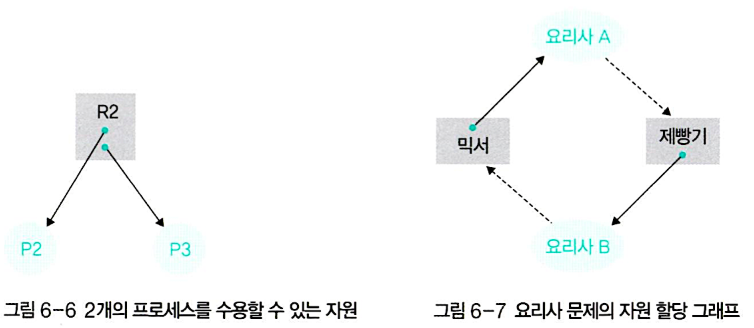 R2
P2
P3
그림 6-6 2개의 프로세스를 수용할 수 있는 자원
요리사 A
믹서
제빵기
요리사 B
그림 6-7 요리사 문제의 자원 할당 그래프